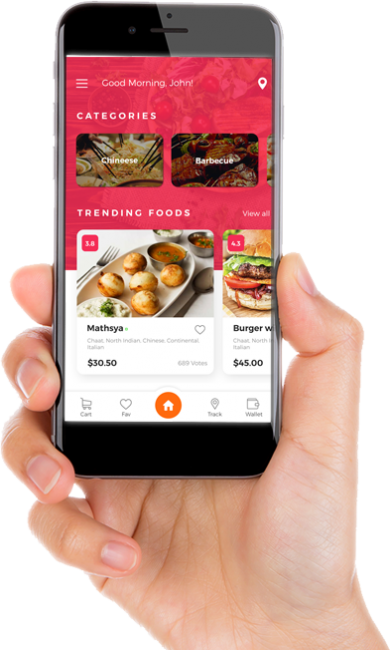 Good Morning, John!
CATEGORIES
Chineese
Barbecue
TRENDING FOODS
View all
3.8
4.3
Mathsya
Burger w
Chaat, North Indian, Chinese, Continental,
Italian
Chaat, North In
Italian
$30.50
689 Votes
$45.00
Cart
Fav
Track
Wallet